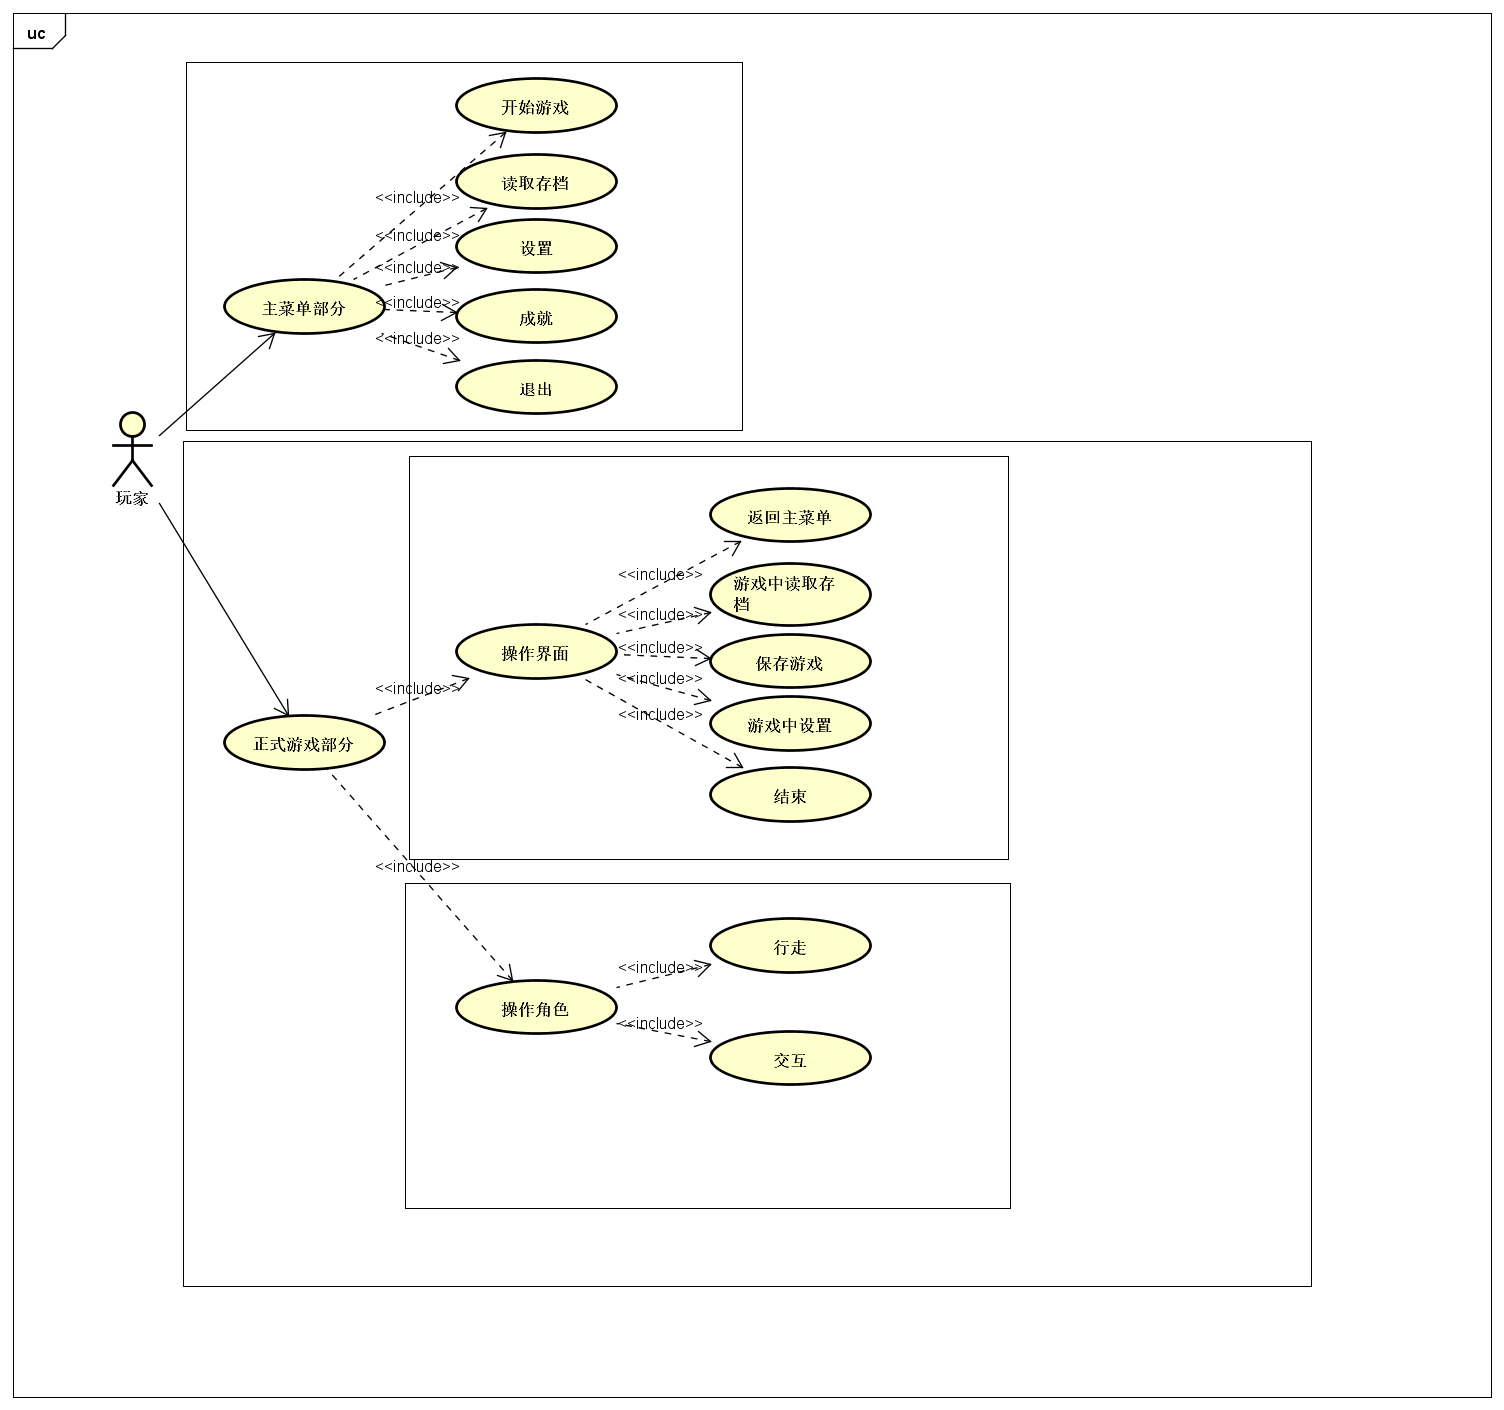 uc
开始游戏
读取存档
<<include>>
<<include>>
设置
<<include>>
<<include>>
主菜单部分
成就
<<include>>
退出
玩家
返回主菜单
<<include>>
游戏中读取存
档
<<include>>
<<include>>
操作界面
保存游戏
<<include>>
<<include>>
<<include>>
游戏中设置
正式游戏部分
结束
<<include>>
行走
<<include>>
操作角色
<<include>>
交互